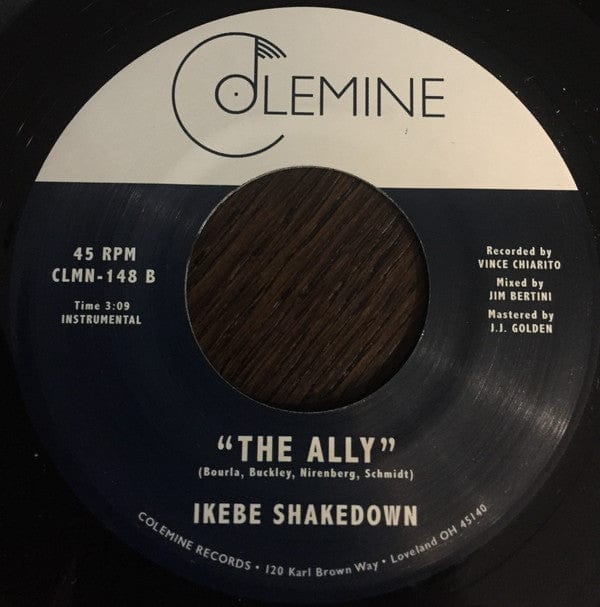 COLEMINE
45 RPM
CLMN-148 B
Time 3:09
INSTRUMENTAL
Recorded by
VINCE CHIARITO
Mixed by
JIM BERTINI
Mastered by
J.J. GOLDEN
"THE ALLY"
(Bourla, Buckley, Nirenberg, Schmidt)
IKEBE SHAKEDOWN
COLEMINE RECORDS • 120 Karl Brown Way • Loveland OH 45140